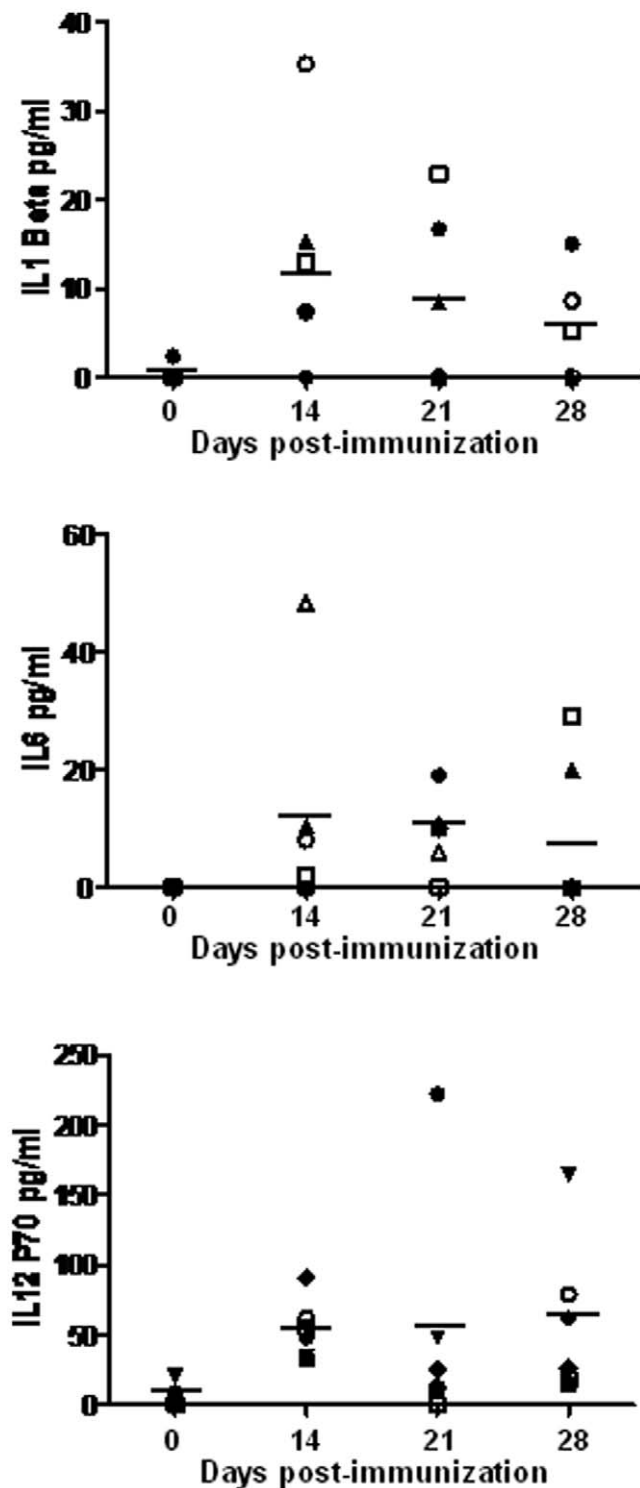 40
30
20
10
0
IL1 Beta pg/ml
0 14 21 28
Days post-immunization
60
40
20
0
IL6 pg/ml
0 14 21 28
Days post-immunization
250
200
150
100
50
0
IL12 P70 pg/ml
0 14 21 28
Days post-immunization